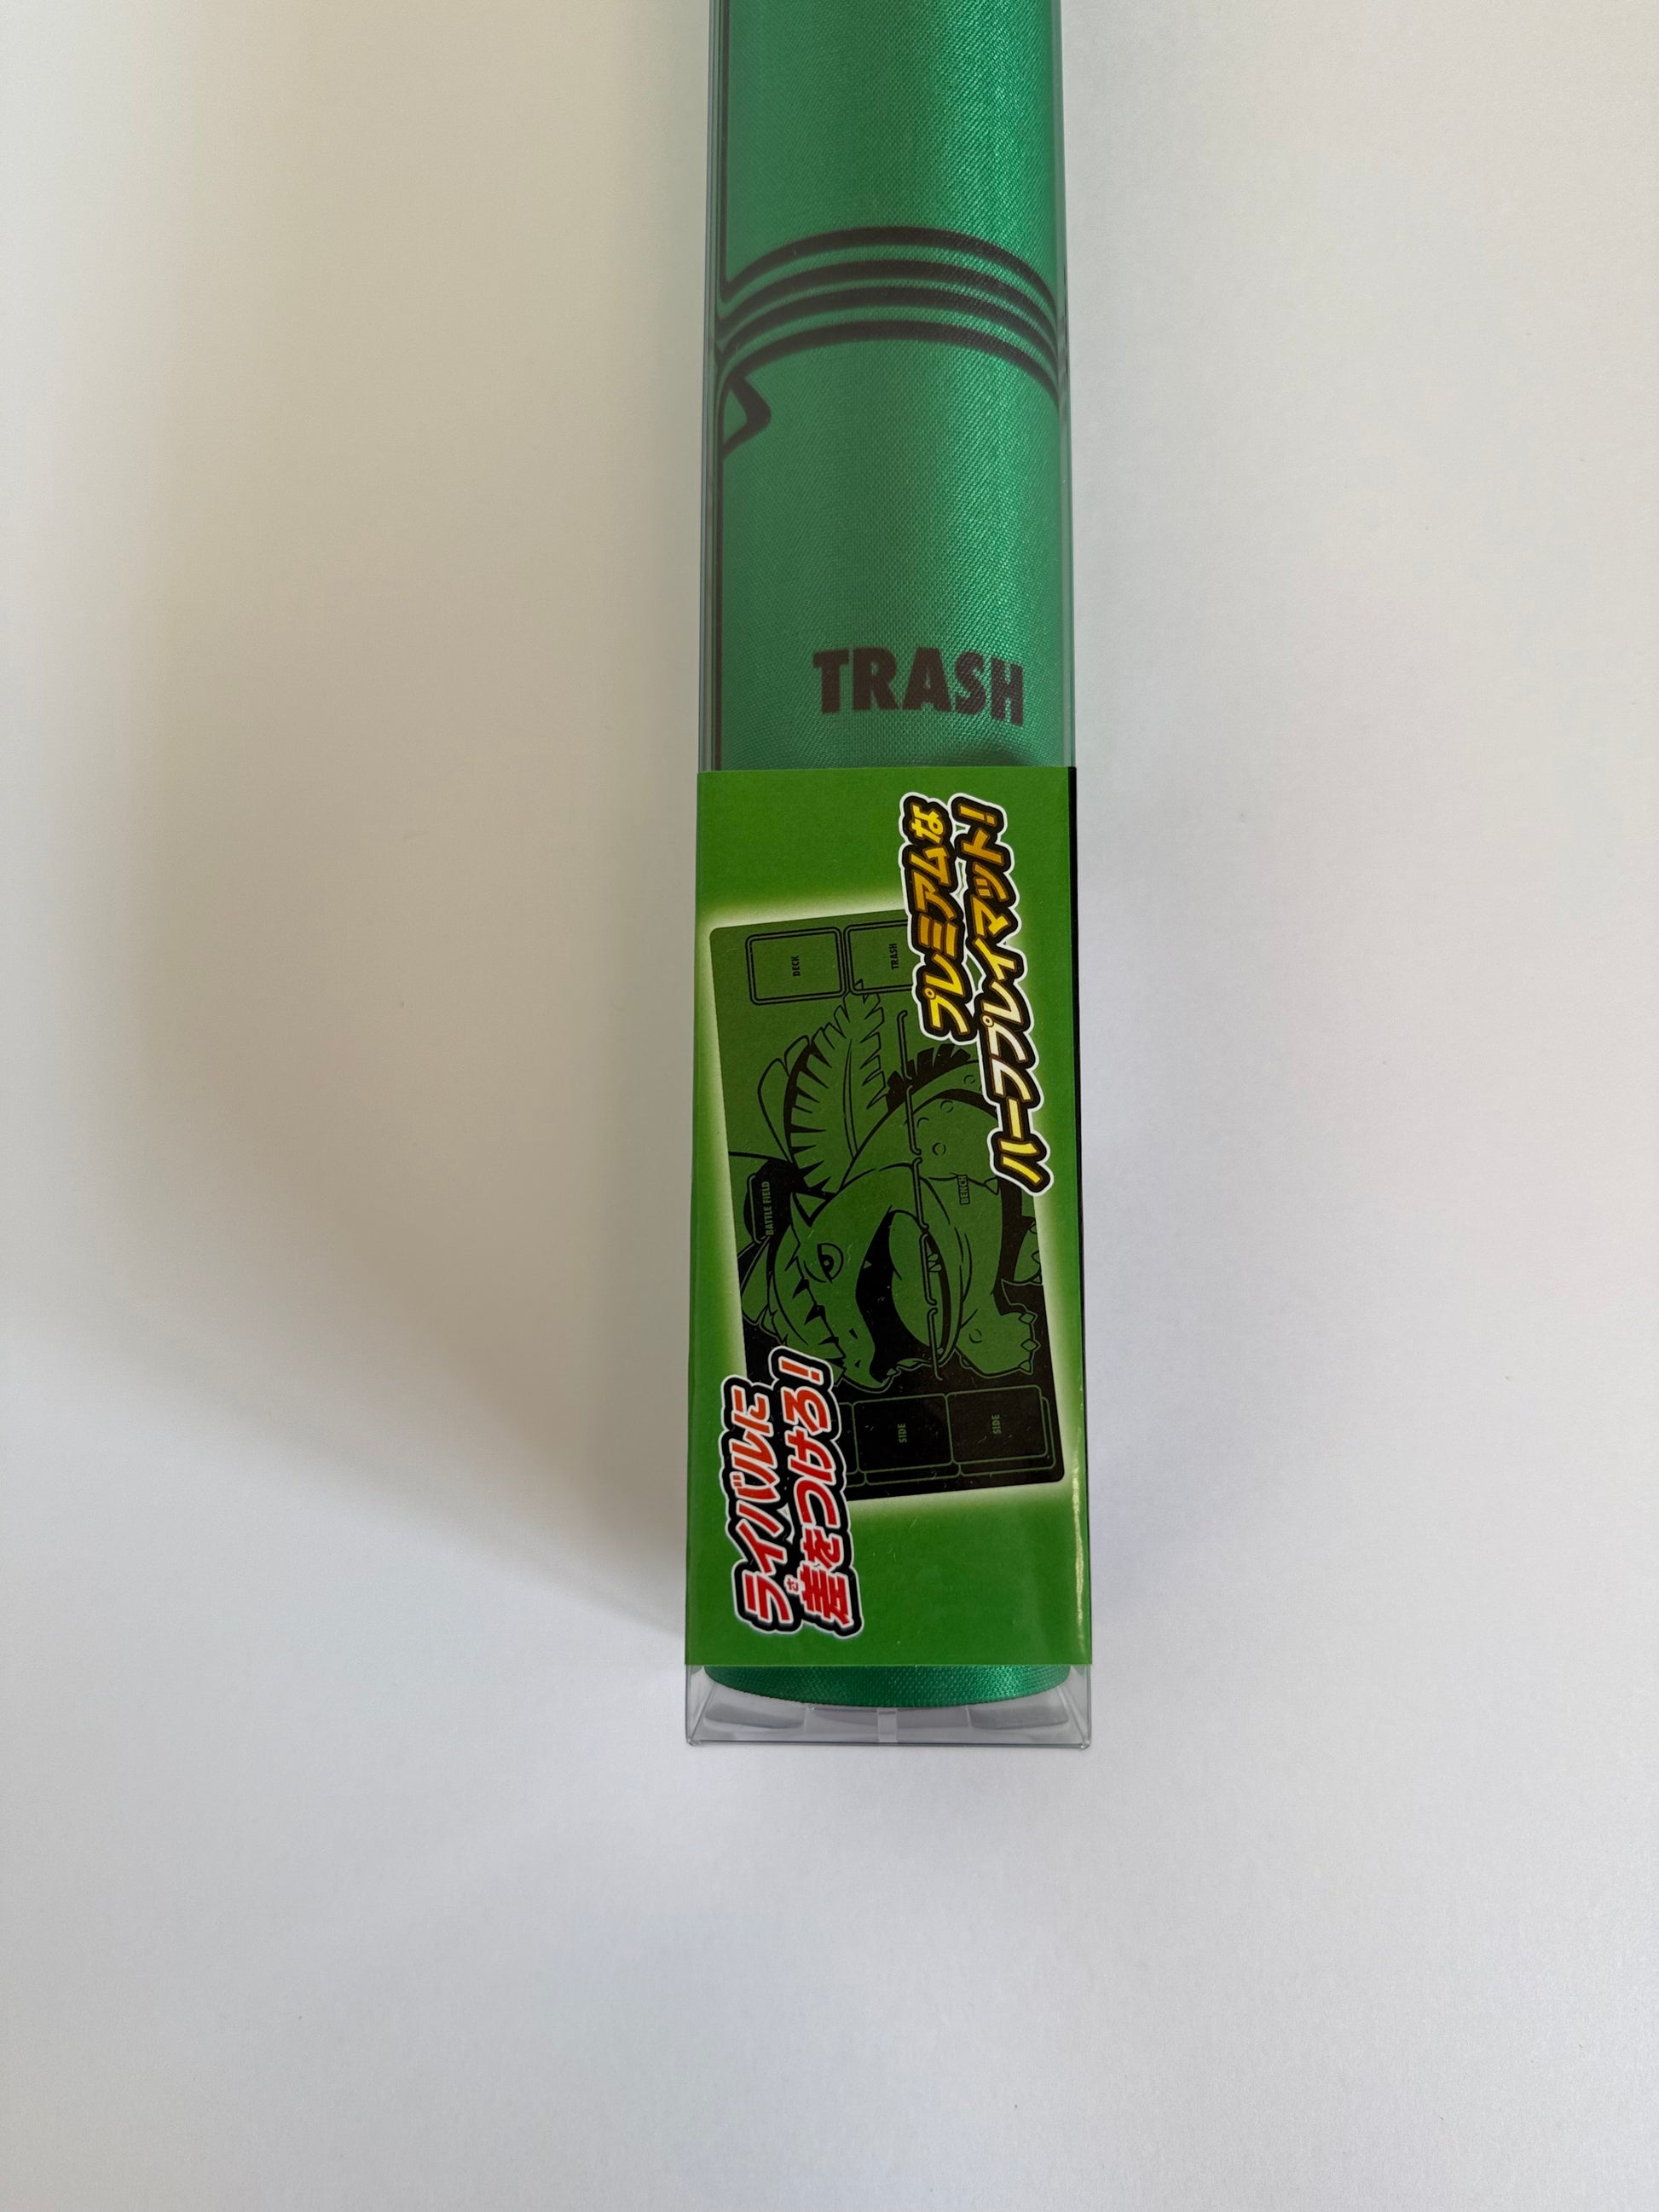 TRASH
プレミアムな
ハーフプレイマット!
DECK
TRASH
BATTLE FIELD
BENCH
SIDE
SIDE
ライバルに
差をつけろ!
さ